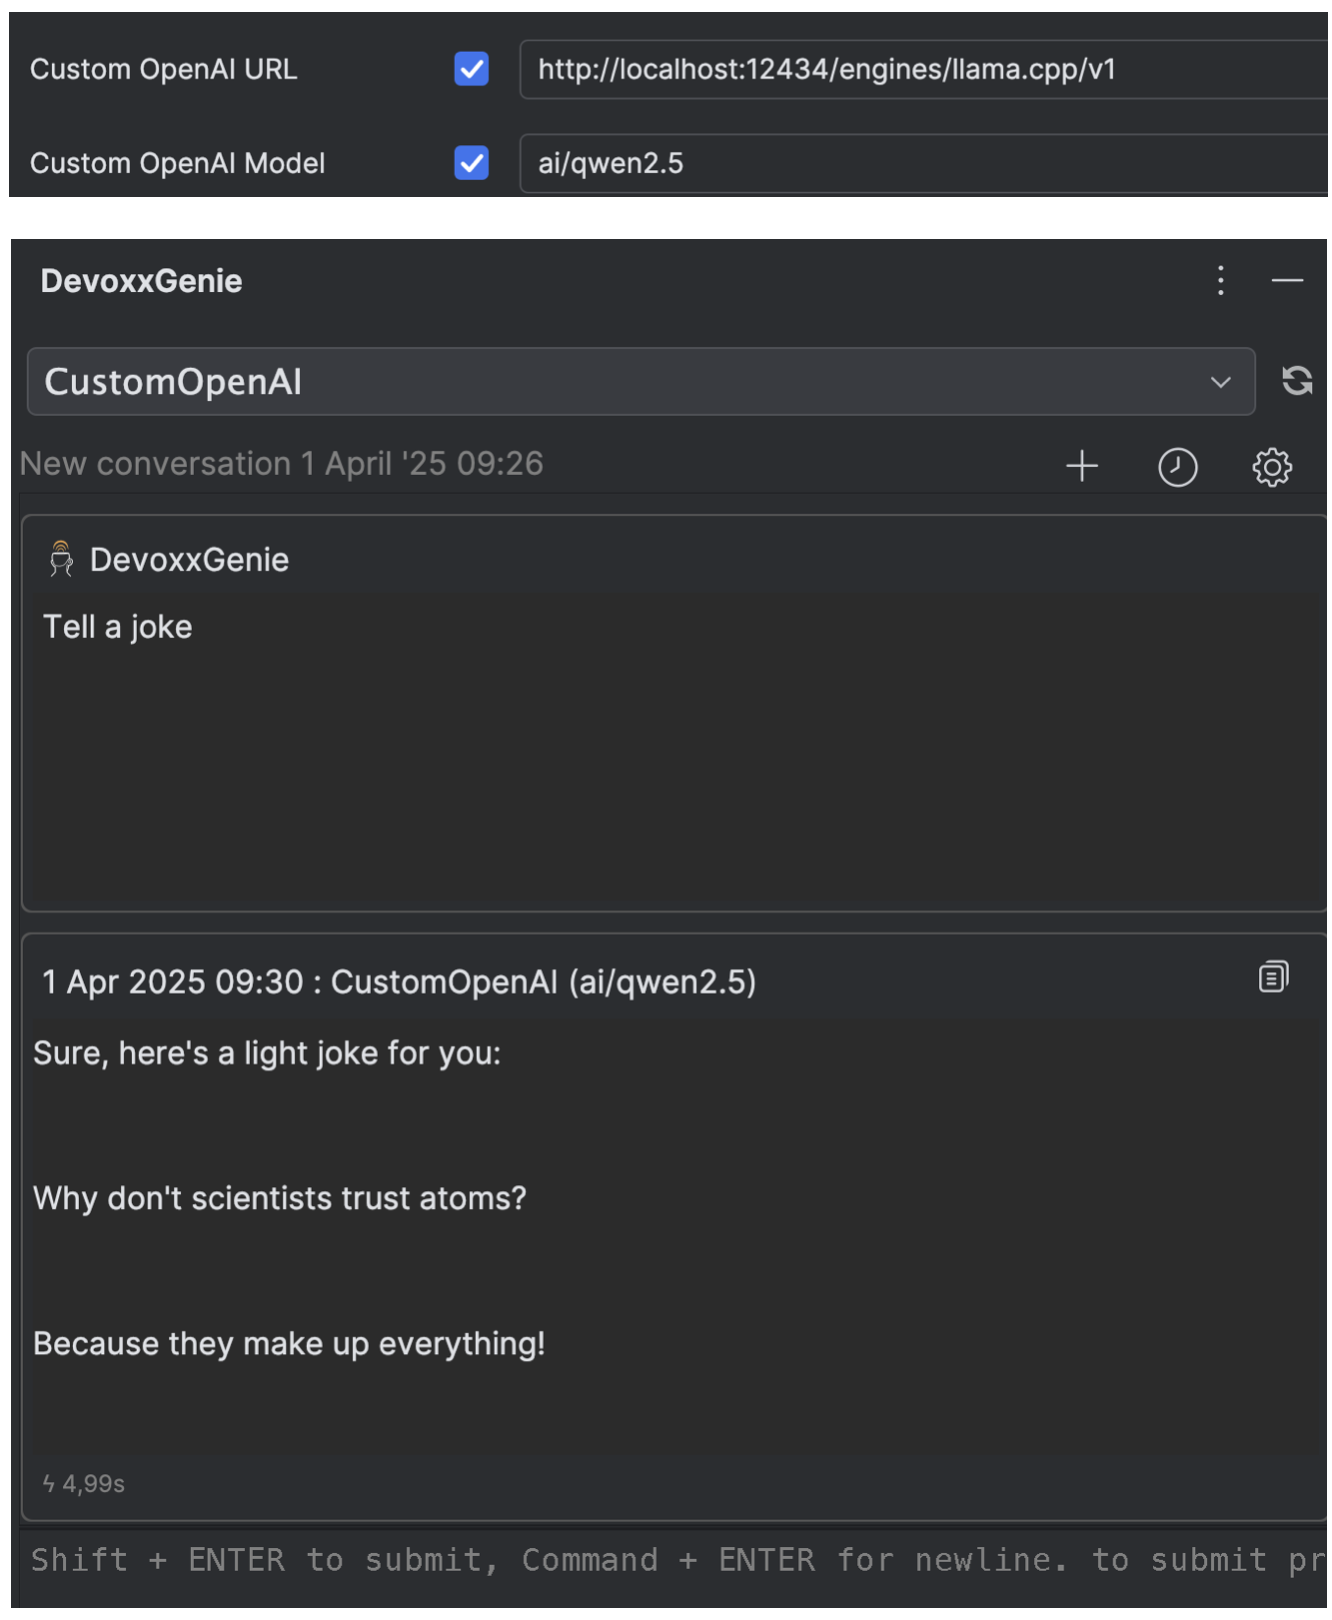 Custom OpenAI URL http://localhost:12434/engines/llama.cpp/v1
Custom OpenAI Model ai/qwen2.5
DevoxxGenie
CustomOpenAI
New conversation 1 April '25 09:26
DevoxxGenie
Tell a joke
1 Apr 2025 09:30 : CustomOpenAI (ai/qwen2.5)
Sure, here's a light joke for you:
Why don't scientists trust atoms?
Because they make up everything!
ϟ 4,99s
Shift + ENTER to submit, Command + ENTER for newline. to submit pr